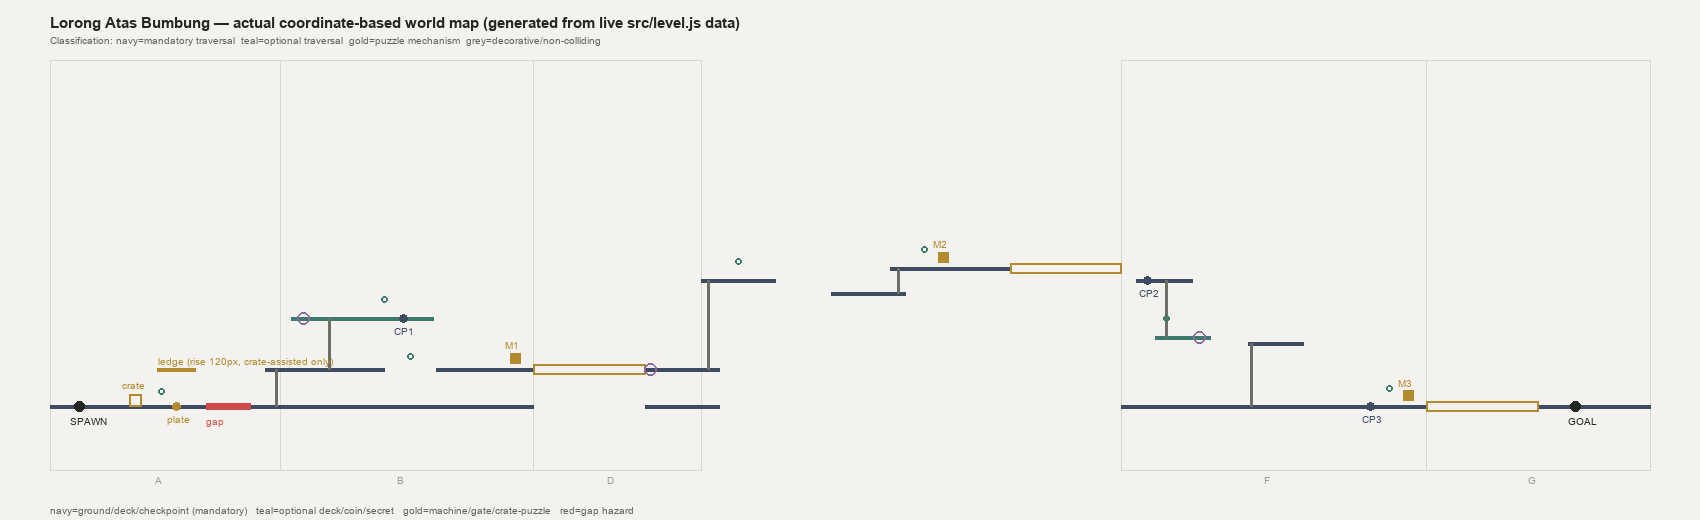 Lorong Atas Bumbung — actual coordinate-based world map (generated from live src/level.js data)
Classification: navy=mandatory traversal  teal=optional traversal  gold=puzzle mechanism  grey=decorative/non-colliding
M2
CP2
CP1
M1
ledge (rise 120px, crate-assisted only)
crate
M3
SPAWN
plate
gap
CP3
GOAL
A
B
D
F
G
navy=ground/deck/checkpoint (mandatory)  teal=optional deck/coin/secret  gold=machine/gate/crate-puzzle  red=gap hazard